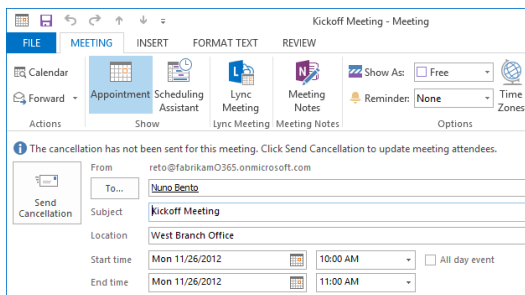 Kickoff Meeting - Meeting
FILE MEETING INSERT FORMAT TEXT REVIEW
Calendar
Forward
Actions
Appointment
Scheduling Assistant
Show
Lync Meeting
Lync Meeting
Meeting Notes
Meeting Notes
Show As: Free
Reminder: None
Time Zones
Options
The cancellation has not been sent for this meeting. Click Send Cancellation to update meeting attendees.
Send Cancellation
From reto@fabrikamO365.onmicrosoft.com
To... Nuno Bento
Subject Kickoff Meeting
Location West Branch Office
Start time Mon 11/26/2012 10:00 AM All day event
End time Mon 11/26/2012 11:00 AM